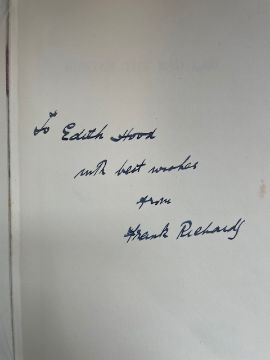 To Edith Hood
with best wishes
from
Frank Richards